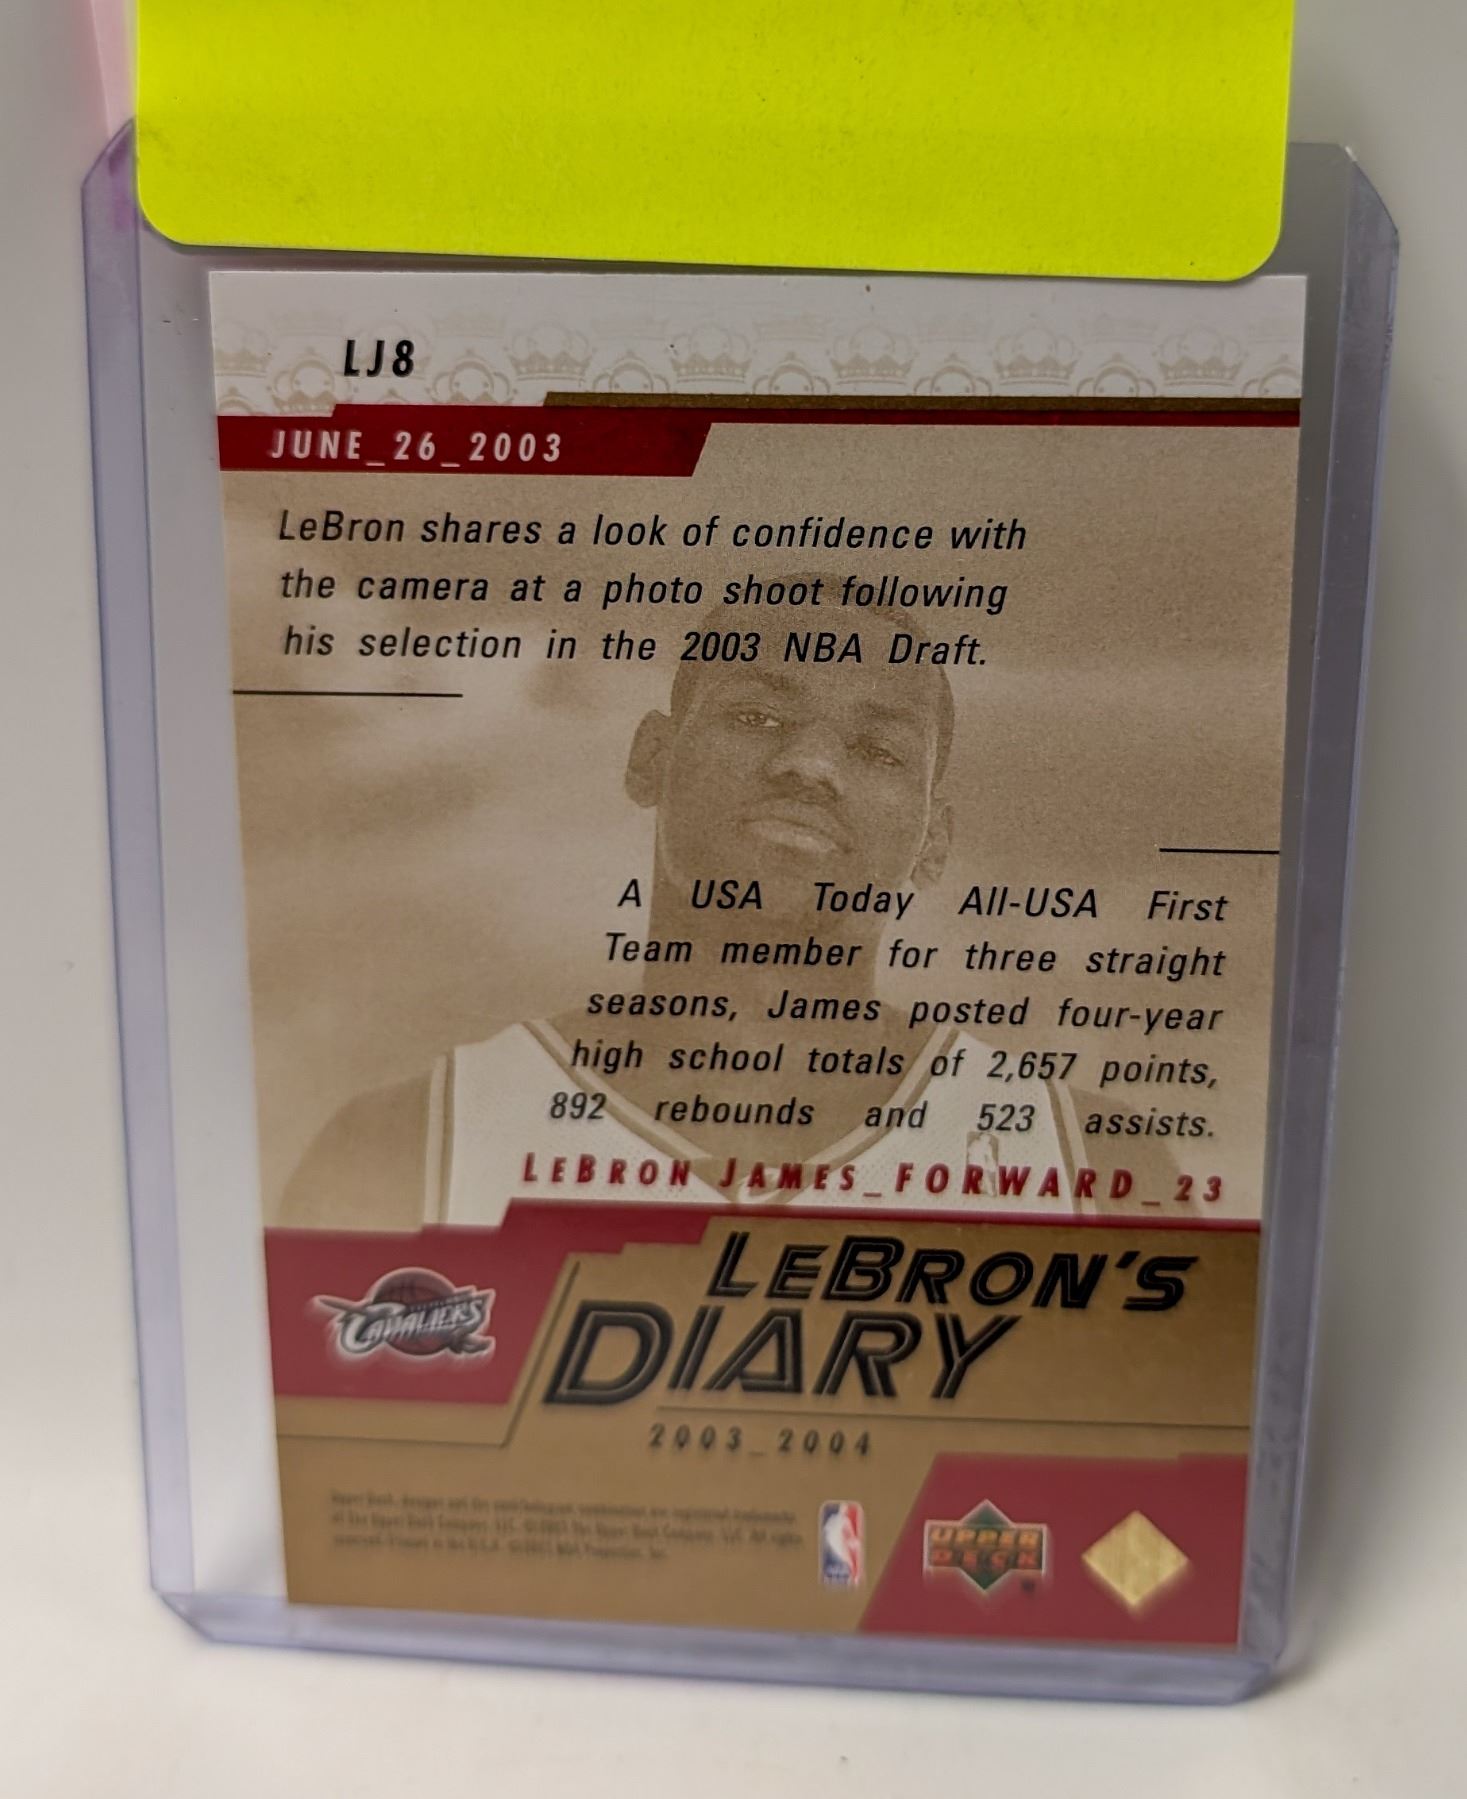 LJ8
JUNE_26_2003
LeBron shares a look of confidence with
the camera at a photo shoot following
his selection in the 2003 NBA Draft.
A USA Today All-USA First
Team member for three straight
seasons, James posted four-year
high school totals of 2,657 points,
892 rebounds and 523 assists.
LEBRON JAMES_FORWARD_23
LEBRON'S
DIARY
CAVALIERS
2003_2004
UPPER
DECK